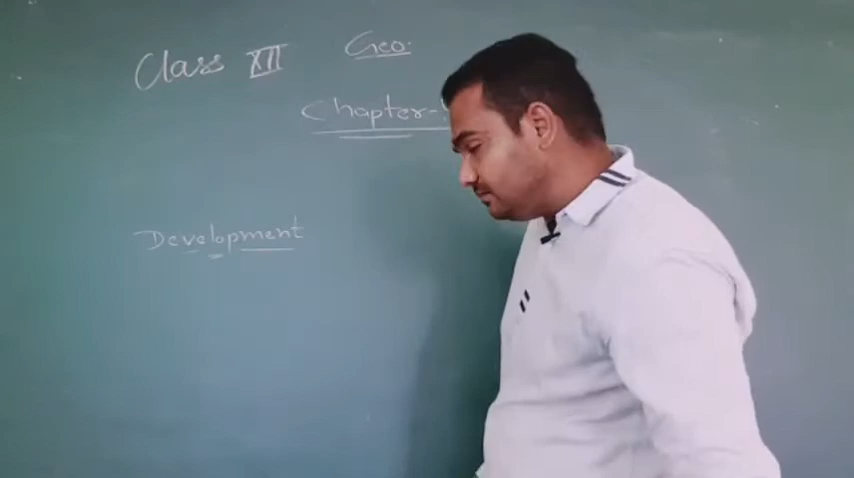 Class XII Geo.
Chapter-
Development